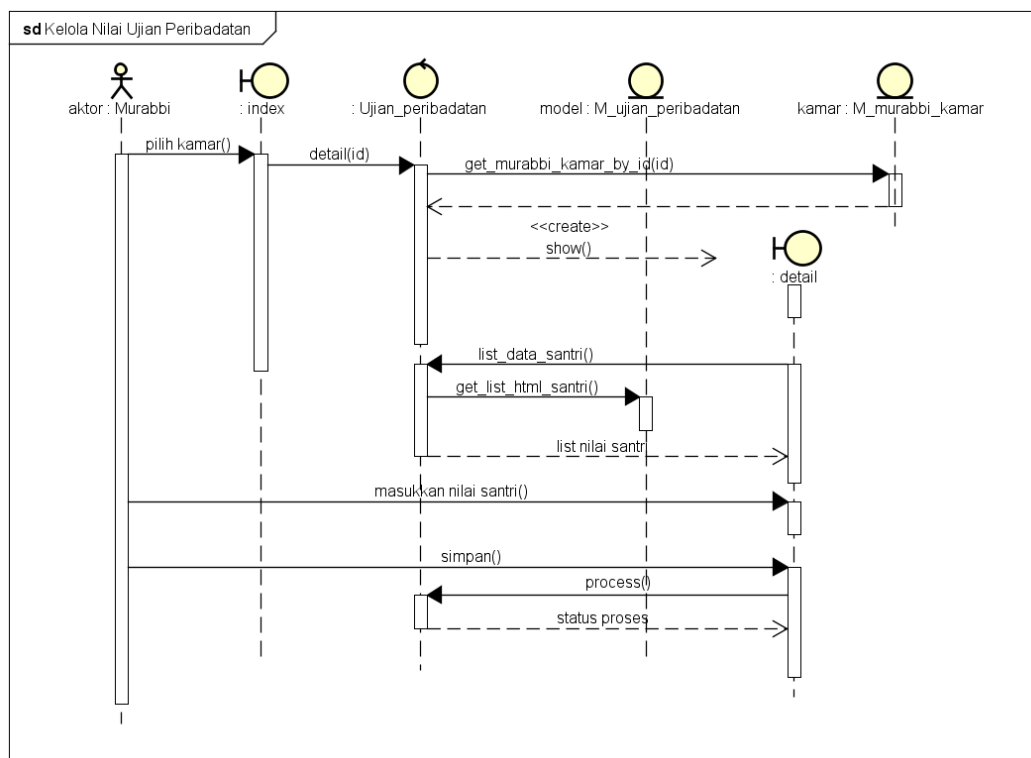 sd Kelola Nilai Ujian Peribadatan
aktor : Murabbi
: index
: Ujian_peribadatan
model : M_ujian_peribadatan
kamar : M_murabbi_kamar
pilih kamar()
detail(id)
get_murabbi_kamar_by_id(id)
<<create>>
show()
: detail
list_data_santri()
get_list_html_santri()
list nilai santri
masukkan nilai santri()
simpan()
process()
status proses